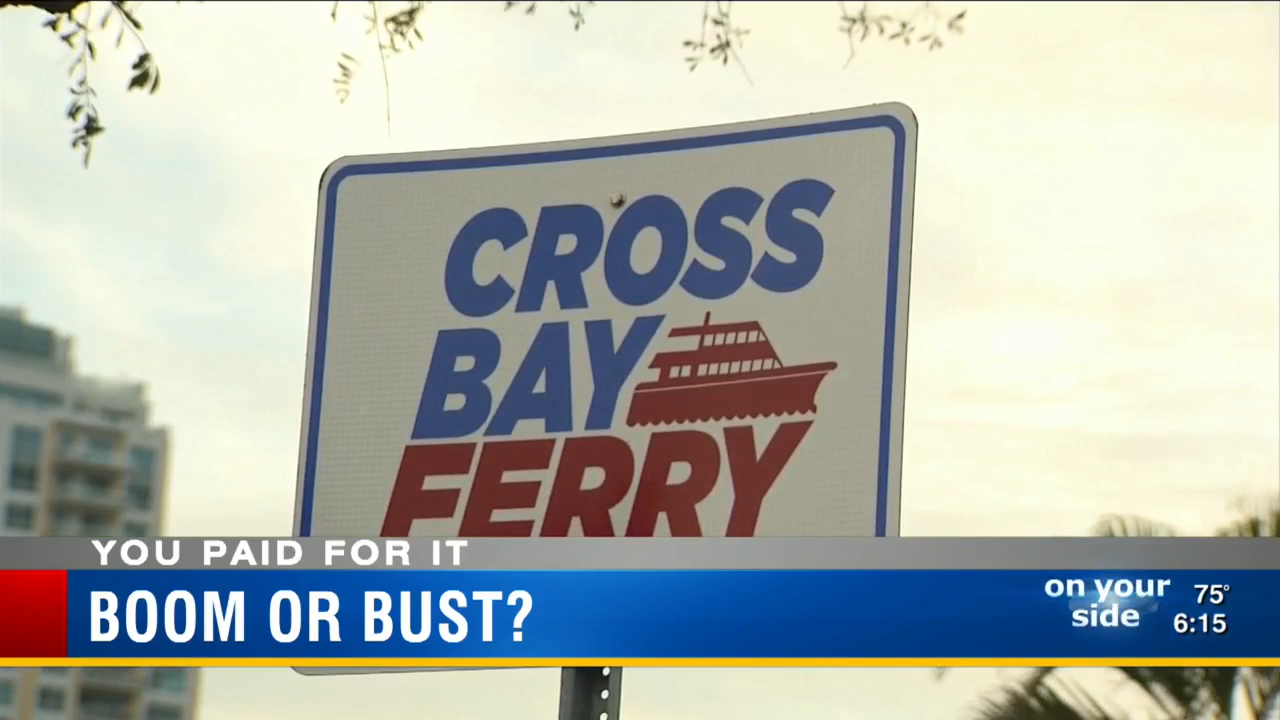 CROSS
BAY
FERRY
YOU PAID FOR IT
BOOM OR BUST?
on your
side
75°
6:15